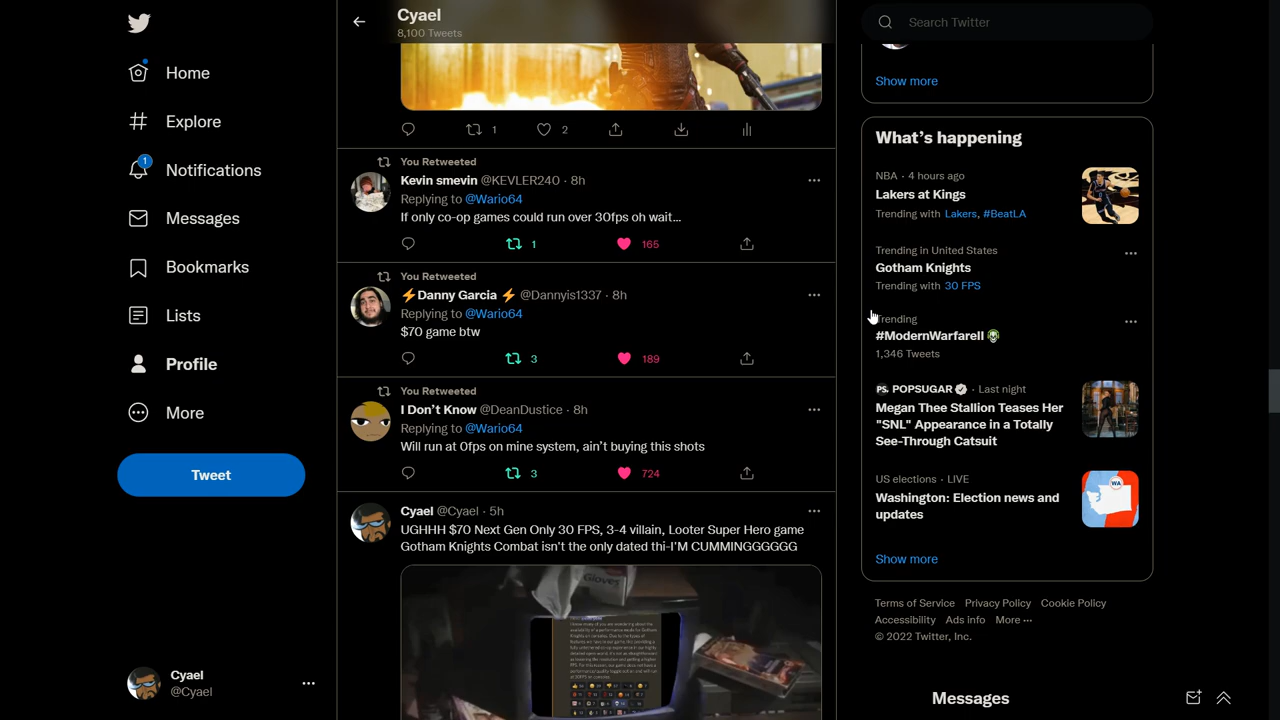 Home
Explore
1
Notifications
Messages
Bookmarks
Lists
Profile
More
Tweet
Cyael
@Cyael
Cyael
8,100 Tweets
1
2
You Retweeted
Kevin smevin @KEVLER240 · 8h
Replying to @Wario64
If only co-op games could run over 30fps oh wait...
1
165
You Retweeted
⚡Danny Garcia ⚡ @Dannyis1337 · 8h
Replying to @Wario64
$70 game btw
3
189
You Retweeted
I Don't Know @DeanDustice · 8h
Replying to @Wario64
Will run at 0fps on mine system, ain't buying this shots
3
724
Cyael @Cyael · 5h
UGHHH $70 Next Gen Only 30 FPS, 3-4 villain, Looter Super Hero game
Gotham Knights Combat isn't the only dated thi-I'M CUMMINGGGGGG
Gloves
Search Twitter
Show more
What's happening
NBA · 4 hours ago
Lakers at Kings
Trending with Lakers, #BeatLA
Trending in United States
Gotham Knights
Trending with 30 FPS
Trending
#ModernWarfareII
1,346 Tweets
PS. POPSUGAR · Last night
Megan Thee Stallion Teases Her
"SNL" Appearance in a Totally
See-Through Catsuit
US elections · LIVE
Washington: Election news and
updates
WA
Show more
Terms of Service Privacy Policy Cookie Policy
Accessibility Ads info More ···
© 2022 Twitter, Inc.
Messages